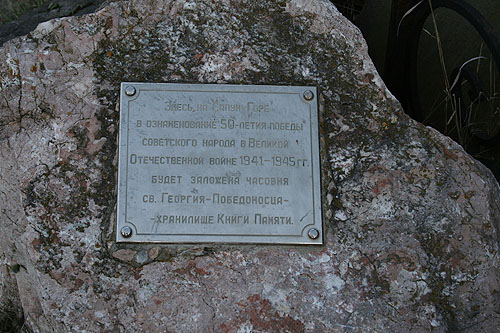 Здесь, на Сапун Горе
в ознаменование 50-летия победы
советского народа в Великой
Отечественной войне 1941-1945 гг.
будет заложена часовня
св. Георгия-Победоносца-
-хранилище Книги Памяти.